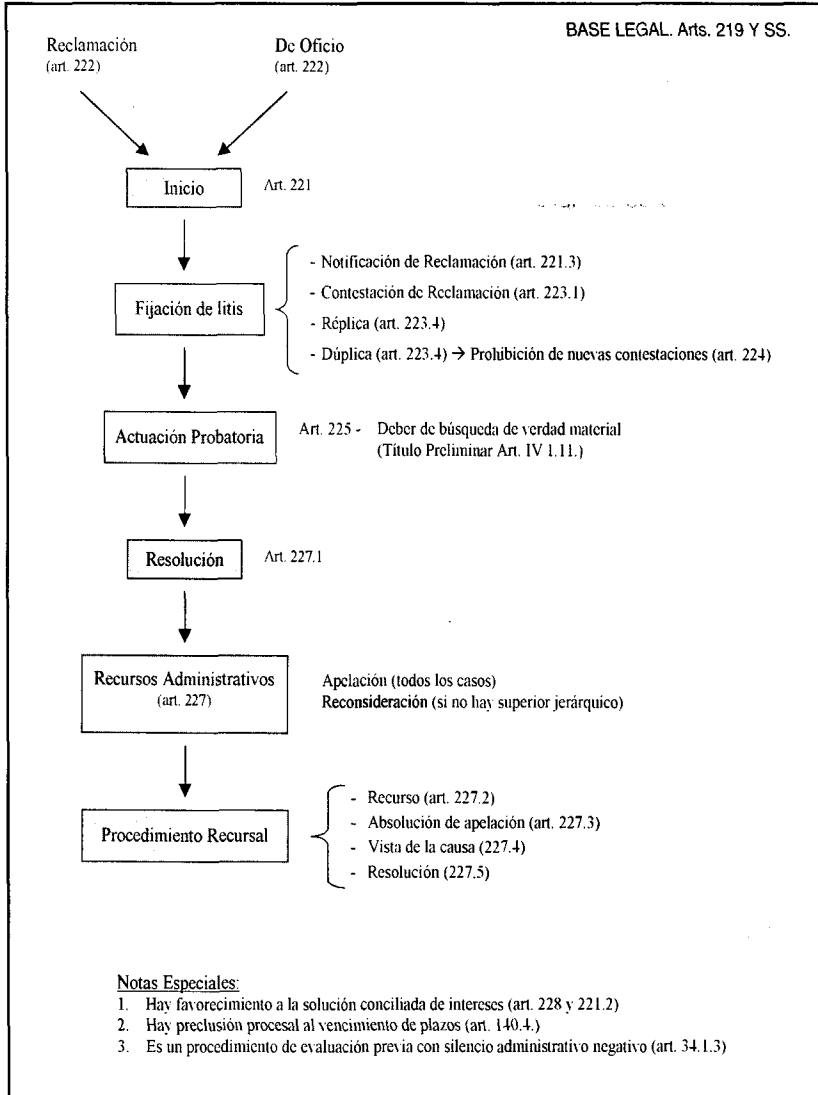 BASE LEGAL. Arts. 219 Y SS.
Reclamación
(art. 222)
De Oficio
(art. 222)
Inicio
Art. 221
Fijación de litis
- Notificación de Reclamación (art. 221.3)
- Contestación de Reclamación (art. 223.1)
- Réplica (art. 223.4)
- Dúplica (art. 223.4) → Prohibición de nuevas contestaciones (art. 224)
Actuación Probatoria
Art. 225 - Deber de búsqueda de verdad material
(Título Preliminar Art. IV 1.11.)
Resolución
Art. 227.1
Recursos Administrativos
(art. 227)
Apelación (todos los casos)
Reconsideración (si no hay superior jerárquico)
Procedimiento Recursal
- Recurso (art. 227.2)
- Absolución de apelación (art. 227.3)
- Vista de la causa (227.4)
- Resolución (227.5)
Notas Especiales:
1. Hay favorecimiento a la solución conciliada de intereses (art. 228 y 221.2)
2. Hay preclusión procesal al vencimiento de plazos (art. 140.4.)
3. Es un procedimiento de evaluación previa con silencio administrativo negativo (art. 34.1.3)